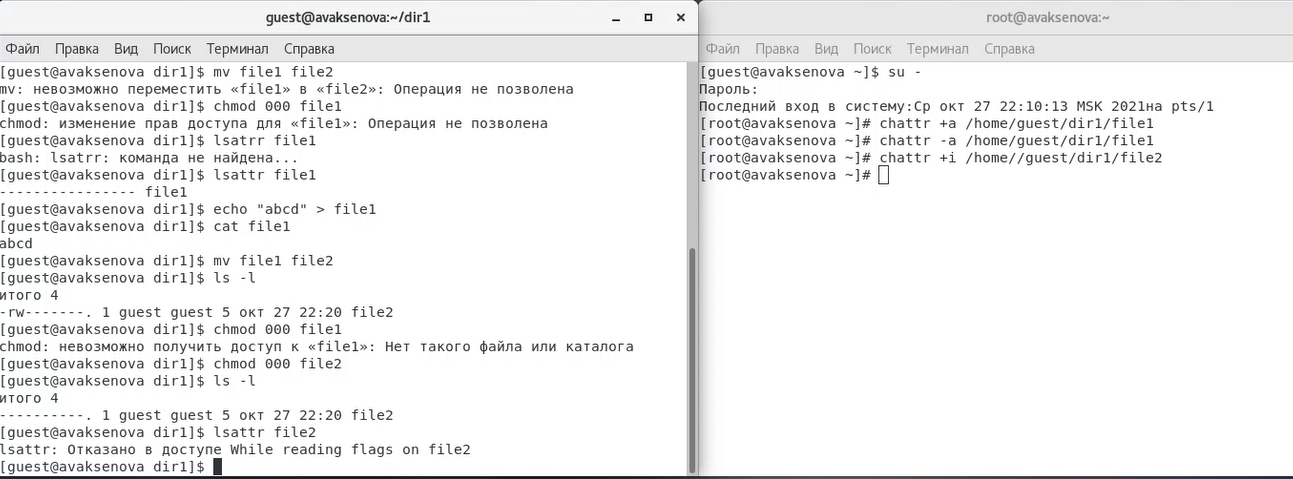 guest@avaksenova:~/dir1
Файл Правка Вид Поиск Терминал Справка
[guest@avaksenova dir1]$ mv file1 file2
mv: невозможно переместить «file1» в «file2»: Операция не позволена
[guest@avaksenova dir1]$ chmod 000 file1
chmod: изменение прав доступа для «file1»: Операция не позволена
[guest@avaksenova dir1]$ lsatrr file1
bash: lsatrr: команда не найдена...
[guest@avaksenova dir1]$ lsattr file1
---------------- file1
[guest@avaksenova dir1]$ echo "abcd" > file1
[guest@avaksenova dir1]$ cat file1
abcd
[guest@avaksenova dir1]$ mv file1 file2
[guest@avaksenova dir1]$ ls -l
итого 4
-rw-------. 1 guest guest 5 окт 27 22:20 file2
[guest@avaksenova dir1]$ chmod 000 file1
chmod: невозможно получить доступ к «file1»: Нет такого файла или каталога
[guest@avaksenova dir1]$ chmod 000 file2
[guest@avaksenova dir1]$ ls -l
итого 4
----------. 1 guest guest 5 окт 27 22:20 file2
[guest@avaksenova dir1]$ lsattr file2
lsattr: Отказано в доступе While reading flags on file2
[guest@avaksenova dir1]$
root@avaksenova:~
Файл Правка Вид Поиск Терминал Справка
[guest@avaksenova ~]$ su -
Пароль:
Последний вход в систему:Ср окт 27 22:10:13 MSK 2021на pts/1
[root@avaksenova ~]# chattr +a /home/guest/dir1/file1
[root@avaksenova ~]# chattr -a /home/guest/dir1/file1
[root@avaksenova ~]# chattr +i /home//guest/dir1/file2
[root@avaksenova ~]#